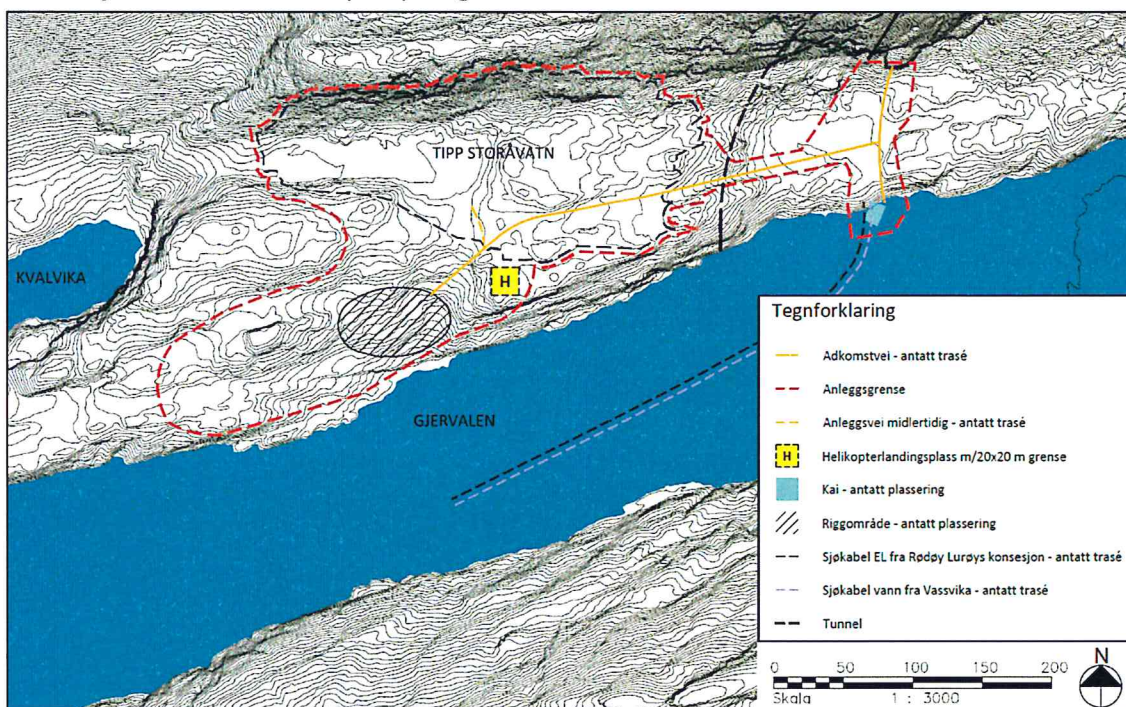 TIPP STORÅVATN
KVALVIKA
H
GJERVALEN
Tegnforklaring
Adkomstvei - antatt trasé
Anleggsgrense
Anleggsvei midlertidig - antatt trasé
H
Helikopterlandingsplass m/20x20 m grense
Kai - antatt plassering
Riggområde - antatt plassering
Sjøkabel EL fra Rødøy Lurøys konsesjon - antatt trasé
Sjøkabel vann fra Vassvika - antatt trasé
Tunnel
0 50 100 150 200
Skala 1 : 3000
N